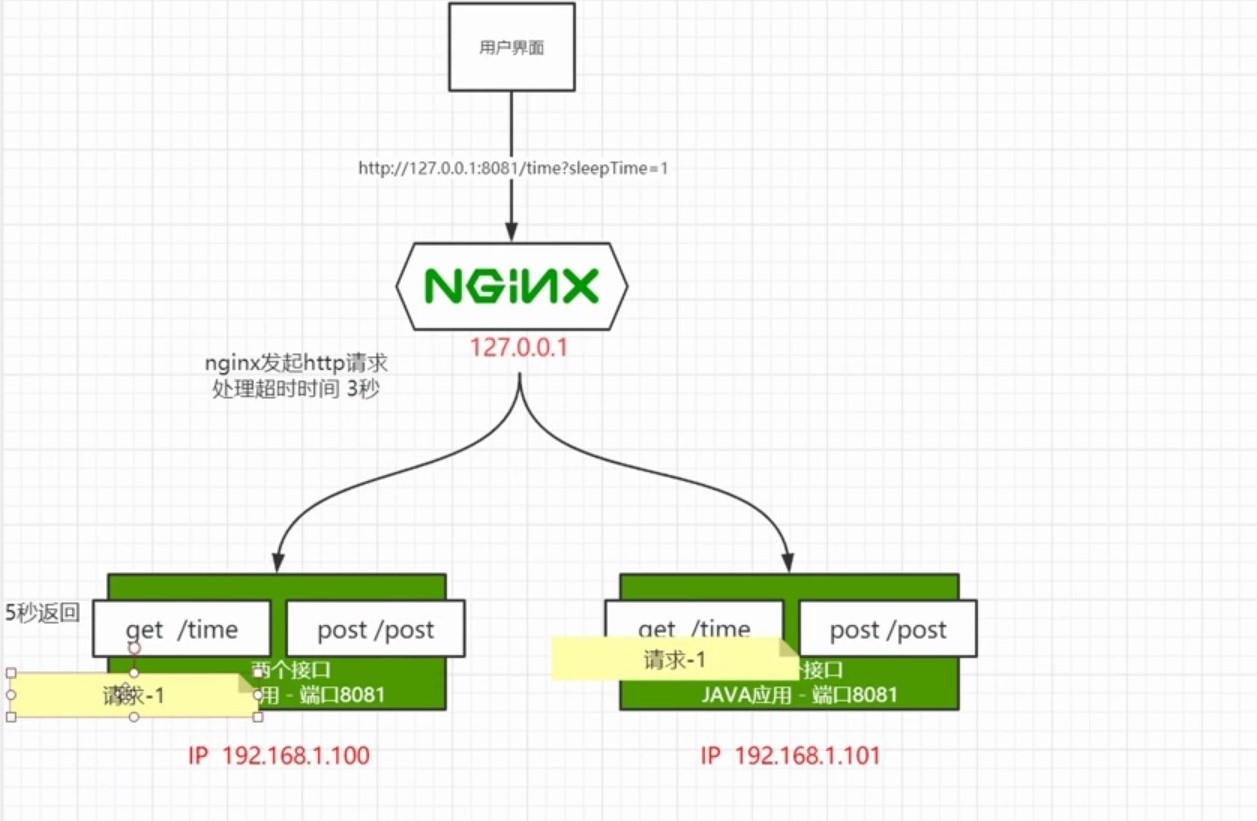 用户界面
http://127.0.0.1:8081/time?sleepTime=1
NGINX
127.0.0.1
nginx发起http请求
处理超时时间 3秒
5秒返回
get /time
post /post
get /time
post /post
两个接口
请求-1
用 - 端口8081
请求-1
接口
JAVA应用 - 端口8081
IP 192.168.1.100
IP 192.168.1.101